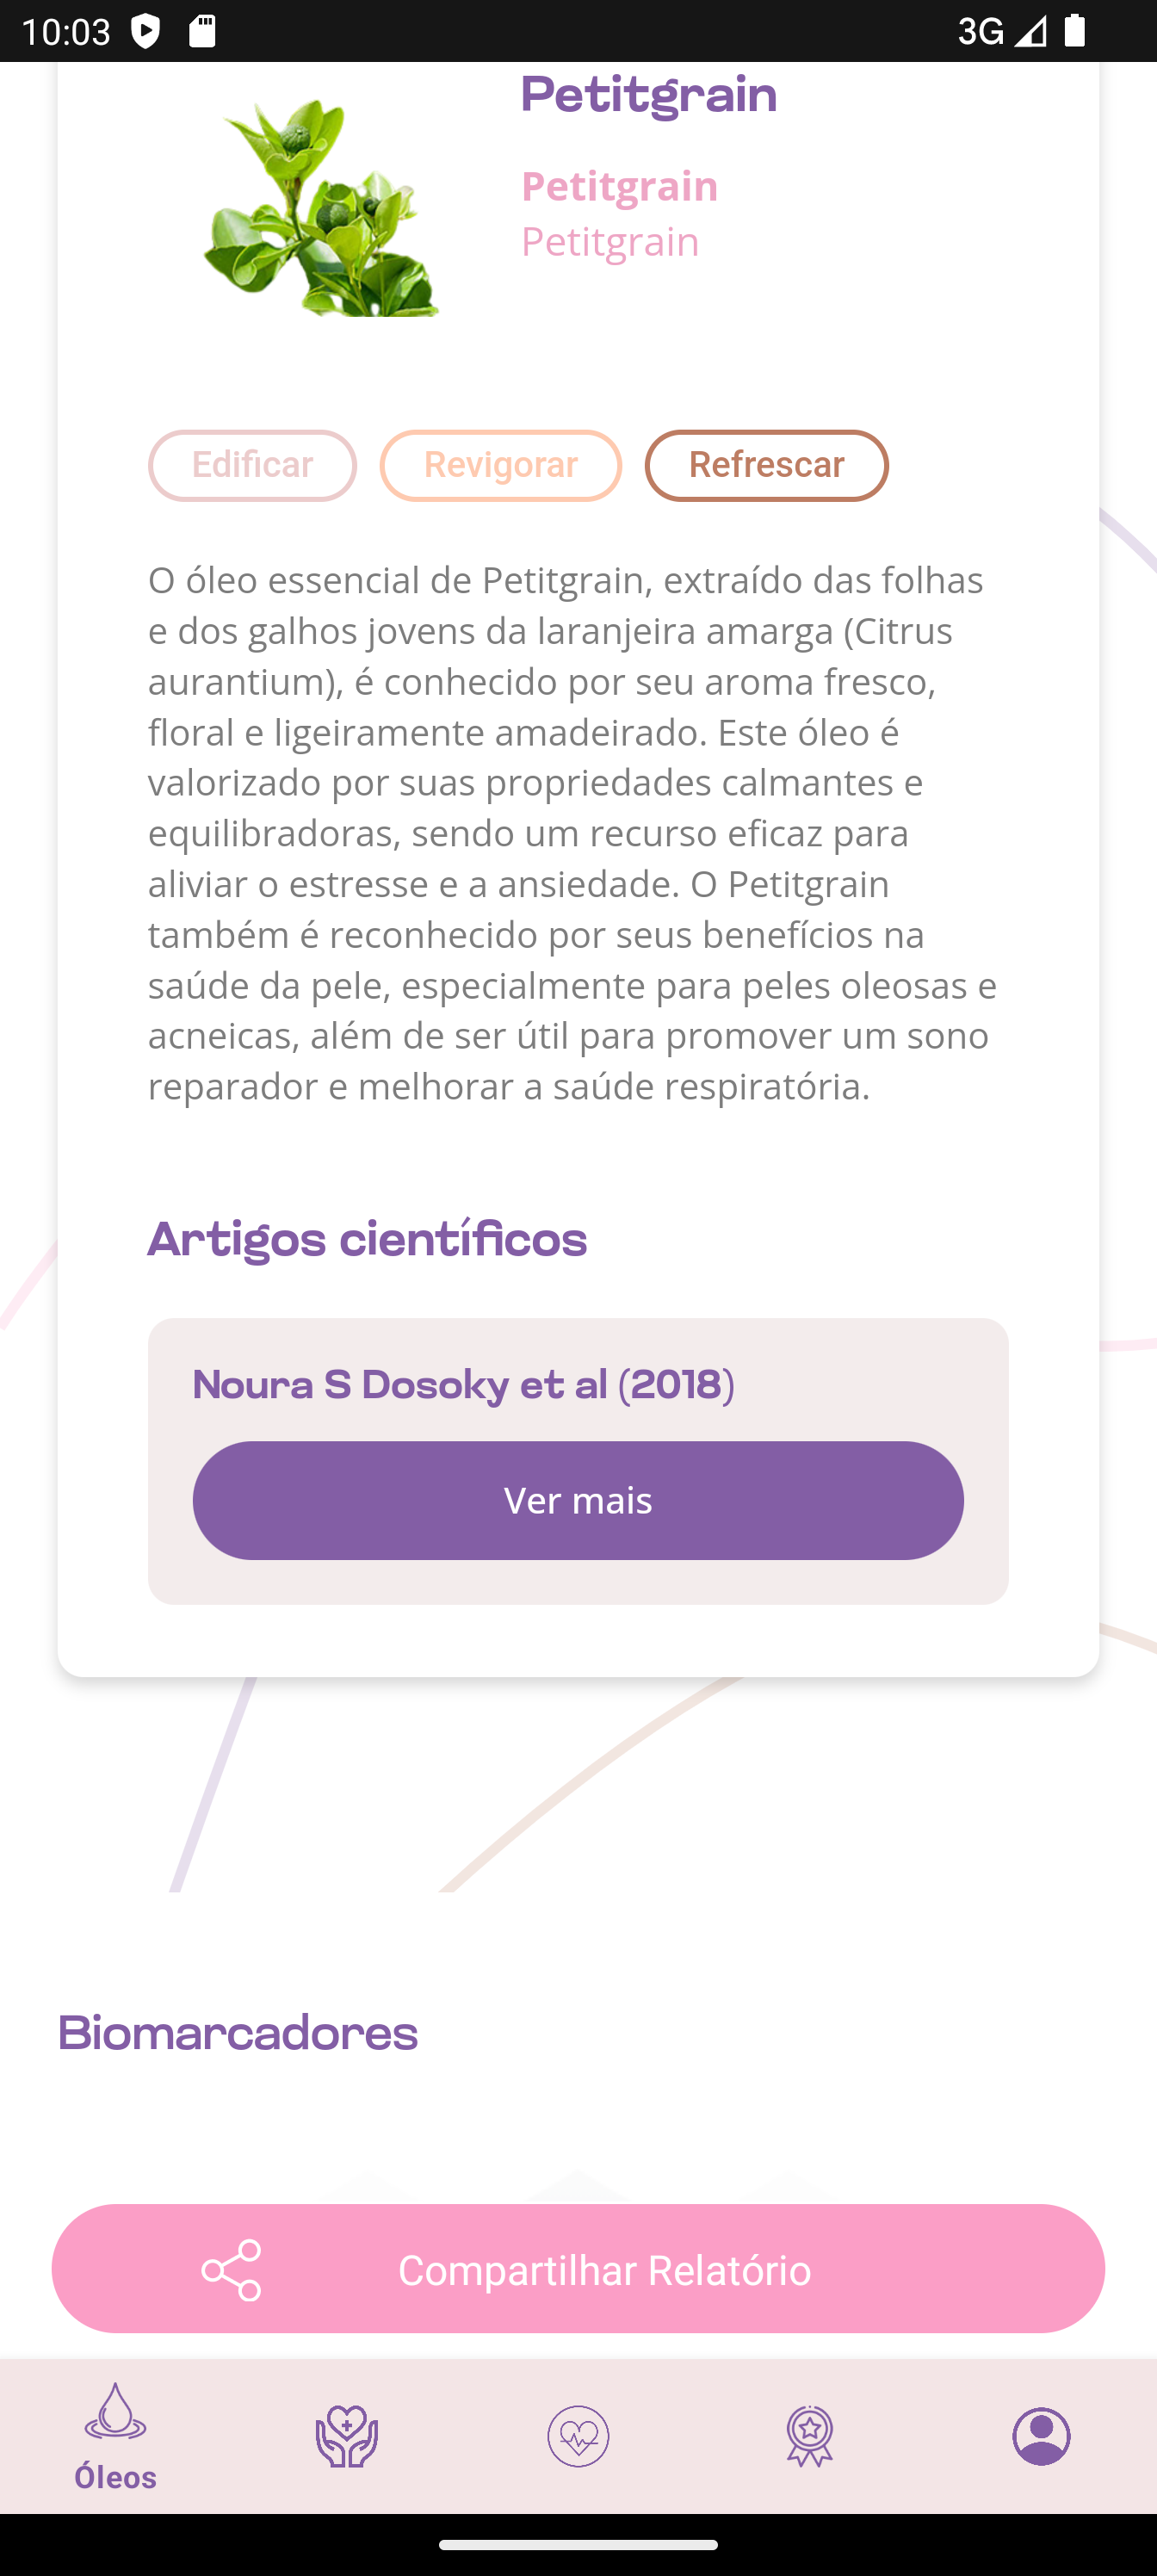 10:03
3G
Petitgrain
Petitgrain
Petitgrain
Edificar
Revigorar
Refrescar
O óleo essencial de Petitgrain, extraído das folhas
e dos galhos jovens da laranjeira amarga (Citrus
aurantium), é conhecido por seu aroma fresco,
floral e ligeiramente amadeirado. Este óleo é
valorizado por suas propriedades calmantes e
equilibradoras, sendo um recurso eficaz para
aliviar o estresse e a ansiedade. O Petitgrain
também é reconhecido por seus benefícios na
saúde da pele, especialmente para peles oleosas e
acneicas, além de ser útil para promover um sono
reparador e melhorar a saúde respiratória.
Artigos científicos
Noura S Dosoky et al (2018)
Ver mais
Biomarcadores
Compartilhar Relatório
Óleos